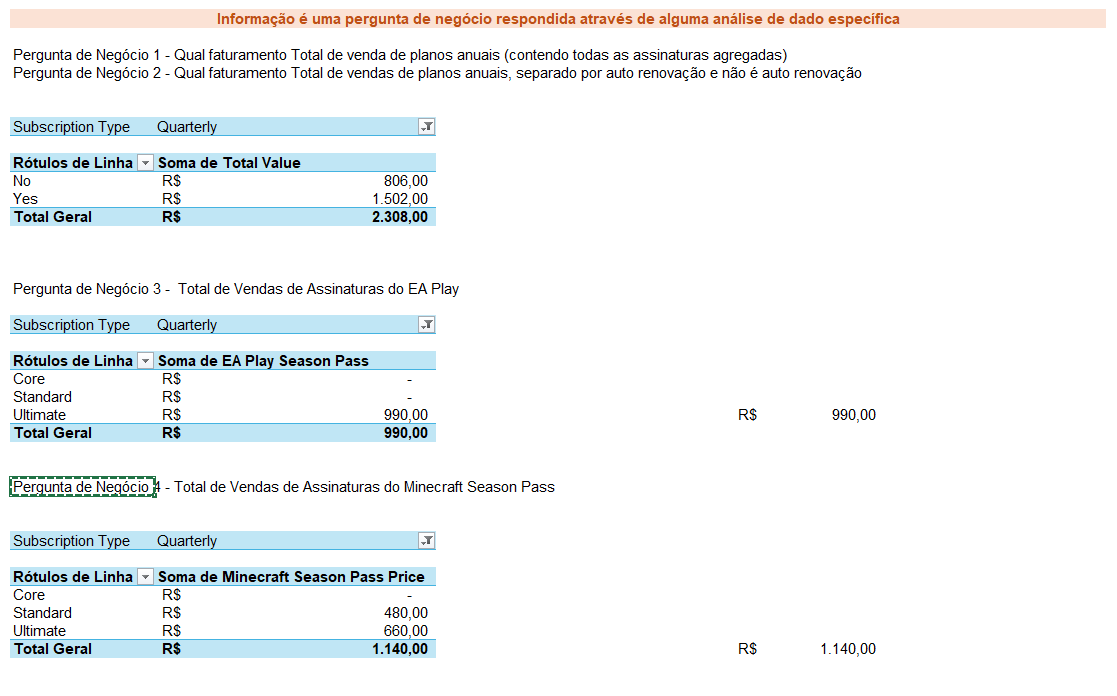 Informação é uma pergunta de negócio respondida através de alguma análise de dado específica
Pergunta de Negócio 1 - Qual faturamento Total de venda de planos anuais (contendo todas as assinaturas agregadas)
Pergunta de Negócio 2 - Qual faturamento Total de vendas de planos anuais, separado por auto renovação e não é auto renovação
Subscription Type Quarterly
Rótulos de Linha Soma de Total Value
No R$ 806,00
Yes R$ 1.502,00
Total Geral R$ 2.308,00
Pergunta de Negócio 3 - Total de Vendas de Assinaturas do EA Play
Subscription Type Quarterly
Rótulos de Linha Soma de EA Play Season Pass
Core R$ -
Standard R$ -
Ultimate R$ 990,00 R$ 990,00
Total Geral R$ 990,00
Pergunta de Negócio 4 - Total de Vendas de Assinaturas do Minecraft Season Pass
Subscription Type Quarterly
Rótulos de Linha Soma de Minecraft Season Pass Price
Core R$ -
Standard R$ 480,00
Ultimate R$ 660,00
Total Geral R$ 1.140,00 R$ 1.140,00